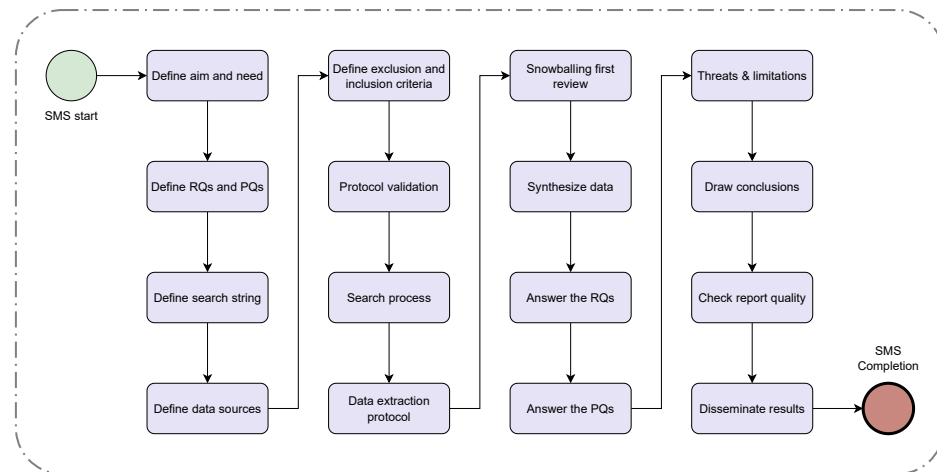 SMS start
Define aim and need
Define RQs and PQs
Define search string
Define data sources
Define exclusion and
inclusion criteria
Protocol validation
Search process
Data extraction
protocol
Snowballing first
review
Synthesize data
Answer the RQs
Answer the PQs
Threats & limitations
Draw conclusions
Check report quality
Disseminate results
SMS
Completion